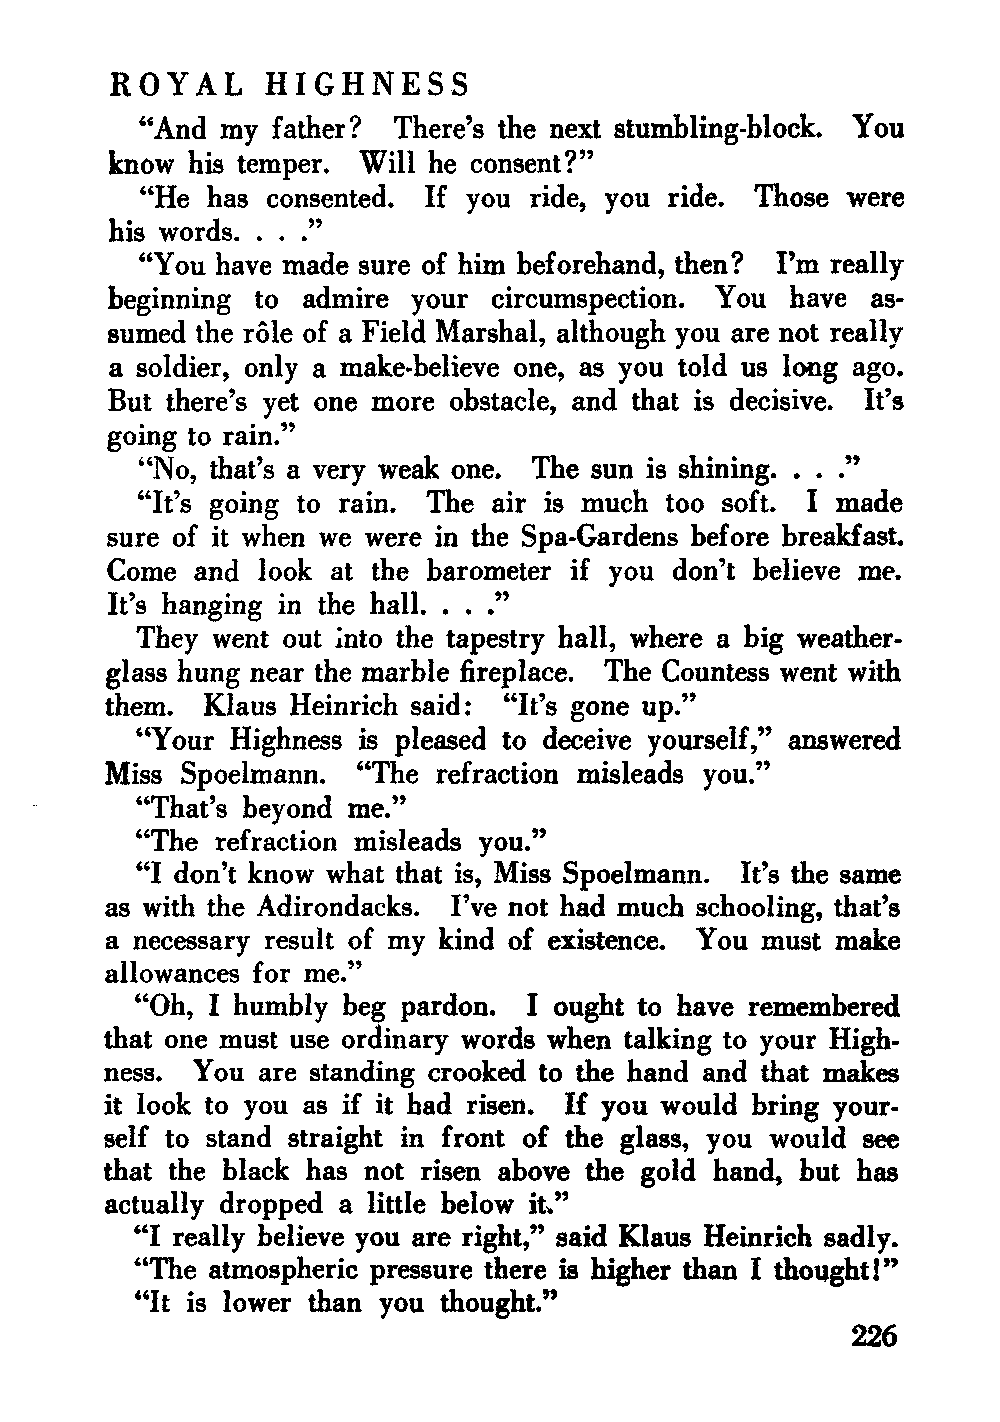 ROYAL HIGHNESS
“And my father? There’s the next stumbling-block. You
know his temper. Will he consent?”
“He has consented. If you ride, you ride. Those were
his words. . . .”
“You have made sure of him beforehand, then? I’m really
beginning to admire your circumspection. You have as-
sumed the rôle of a Field Marshal, although you are not really
a soldier, only a make-believe one, as you told us long ago.
But there’s yet one more obstacle, and that is decisive. It’s
going to rain.”
“No, that’s a very weak one. The sun is shining. . . .”
“It’s going to rain. The air is much too soft. I made
sure of it when we were in the Spa-Gardens before breakfast.
Come and look at the barometer if you don’t believe me.
It’s hanging in the hall. . . .”
They went out into the tapestry hall, where a big weather-
glass hung near the marble fireplace. The Countess went with
them. Klaus Heinrich said: “It’s gone up.”
“Your Highness is pleased to deceive yourself,” answered
Miss Spoelmann. “The refraction misleads you.”
“That’s beyond me.”
“The refraction misleads you.”
“I don’t know what that is, Miss Spoelmann. It’s the same
as with the Adirondacks. I’ve not had much schooling, that’s
a necessary result of my kind of existence. You must make
allowances for me.”
“Oh, I humbly beg pardon. I ought to have remembered
that one must use ordinary words when talking to your High-
ness. You are standing crooked to the hand and that makes
it look to you as if it had risen. If you would bring your-
self to stand straight in front of the glass, you would see
that the black has not risen above the gold hand, but has
actually dropped a little below it.”
“I really believe you are right,” said Klaus Heinrich sadly.
“The atmospheric pressure there is higher than I thought!”
“It is lower than you thought.”
226